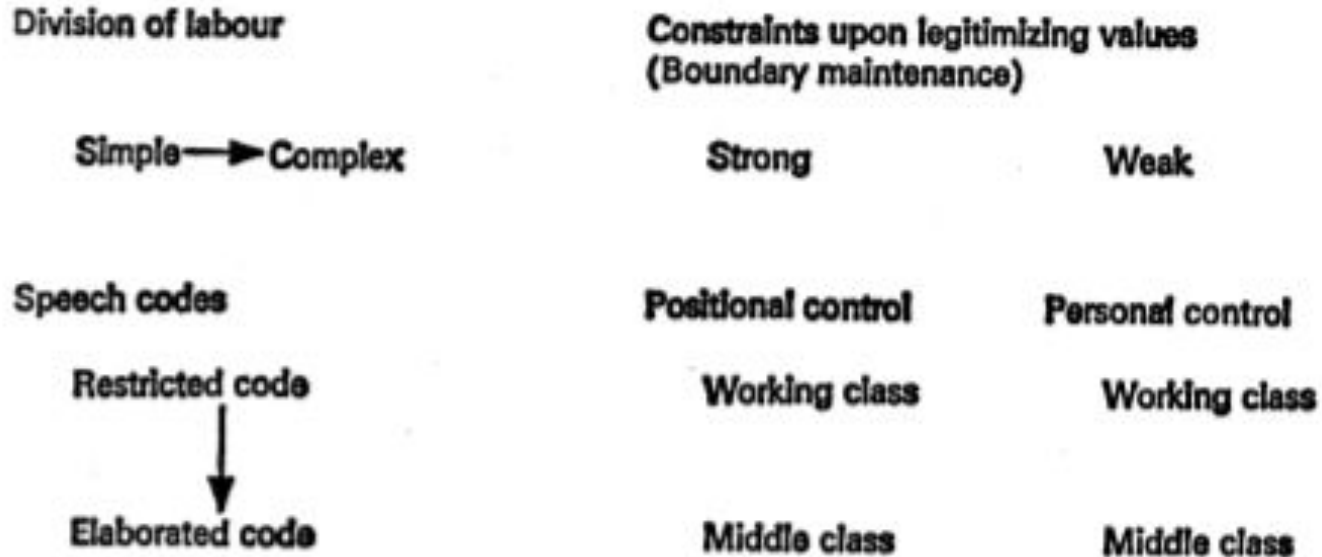 Division of labour
Constraints upon legitimizing values
(Boundary maintenance)
Simple Complex
Strong Weak
Speech codes
Positional control Personal control
Restricted code
Working class Working class
Elaborated code
Middle class Middle class